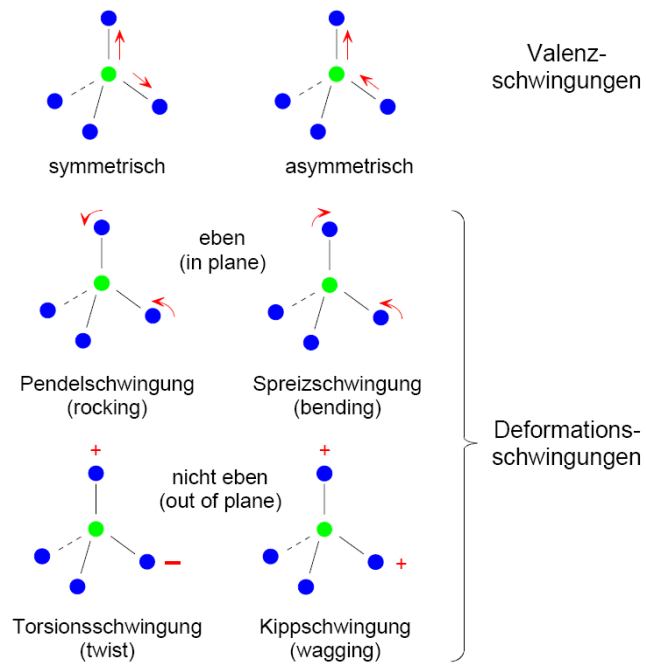 Valenz-
schwingungen
symmetrisch
asymmetrisch
eben
(in plane)
Pendelschwingung
(rocking)
Spreizschwingung
(bending)
Deformations-
schwingungen
+
+
nicht eben
(out of plane)
−
+
Torsionsschwingung
(twist)
Kippschwingung
(wagging)